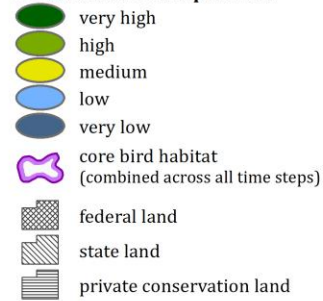 very high
high
medium
low
very low
core bird habitat
(combined across all time steps)
federal land
state land
private conservation land